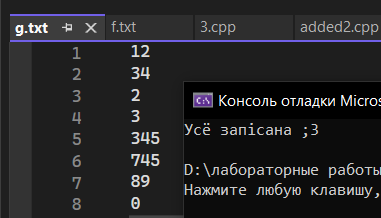 g.txt f.txt 3.cpp added2.cpp
1 12
2 34
3 2
4 3
5 345
6 745
7 89
8 0
Консоль отладки Micros
Усё запісана ;3
D:\лабораторные работы
Нажмите любую клавишу,